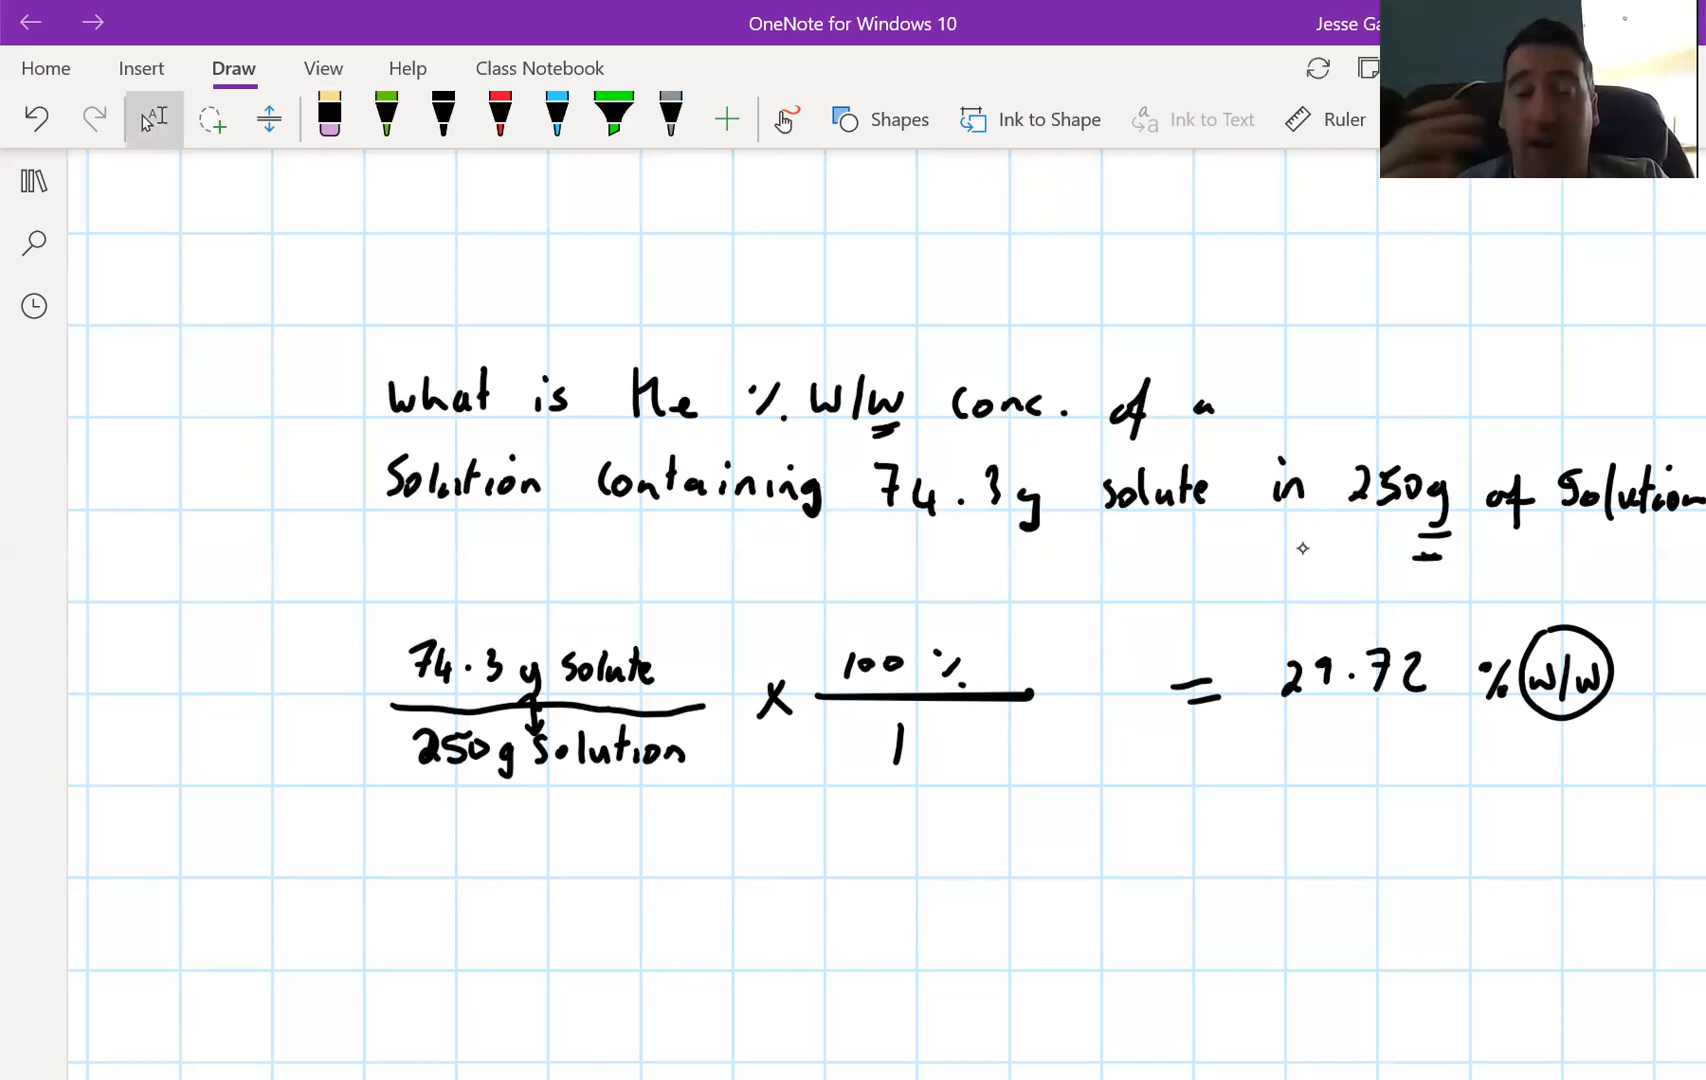 OneNote for Windows 10
Jesse Ga
Home Insert Draw View Help Class Notebook
Shapes Ink to Shape Ink to Text Ruler
What is the % W/w conc. of a
Solution containing 74.3g solute in 250g of Solution
74.3 g solute
250g solution
x
100 %
1
= 29.72 % w/w